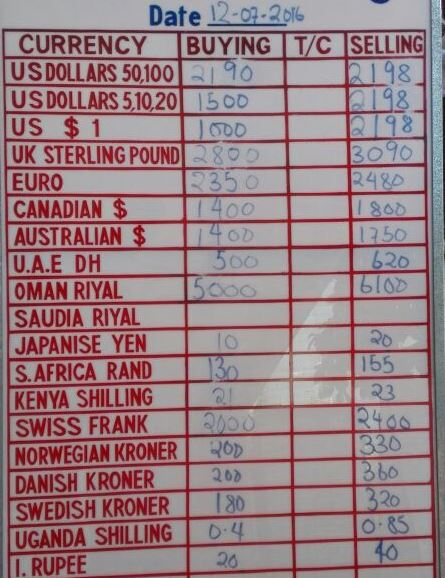 Date 12-07-2016
CURRENCY BUYING T/C SELLING
US DOLLARS 50,100 2190 2198
US DOLLARS 5,10,20 1500 2198
US $ 1 1000 2198
UK STERLING POUND 2800 3090
EURO 2350 2480
CANADIAN $ 1400 1800
AUSTRALIAN $ 1400 1750
U.A.E DH 500 620
OMAN RIYAL 5000 6100
SAUDIA RIYAL
JAPANISE YEN 10 20
S.AFRICA RAND 130 155
KENYA SHILLING 21 23
SWISS FRANK 2000 2400
NORWEGIAN KRONER 200 330
DANISH KRONER 200 360
SWEDISH KRONER 180 320
UGANDA SHILLING 0.4 0.85
I. RUPEE 20 40